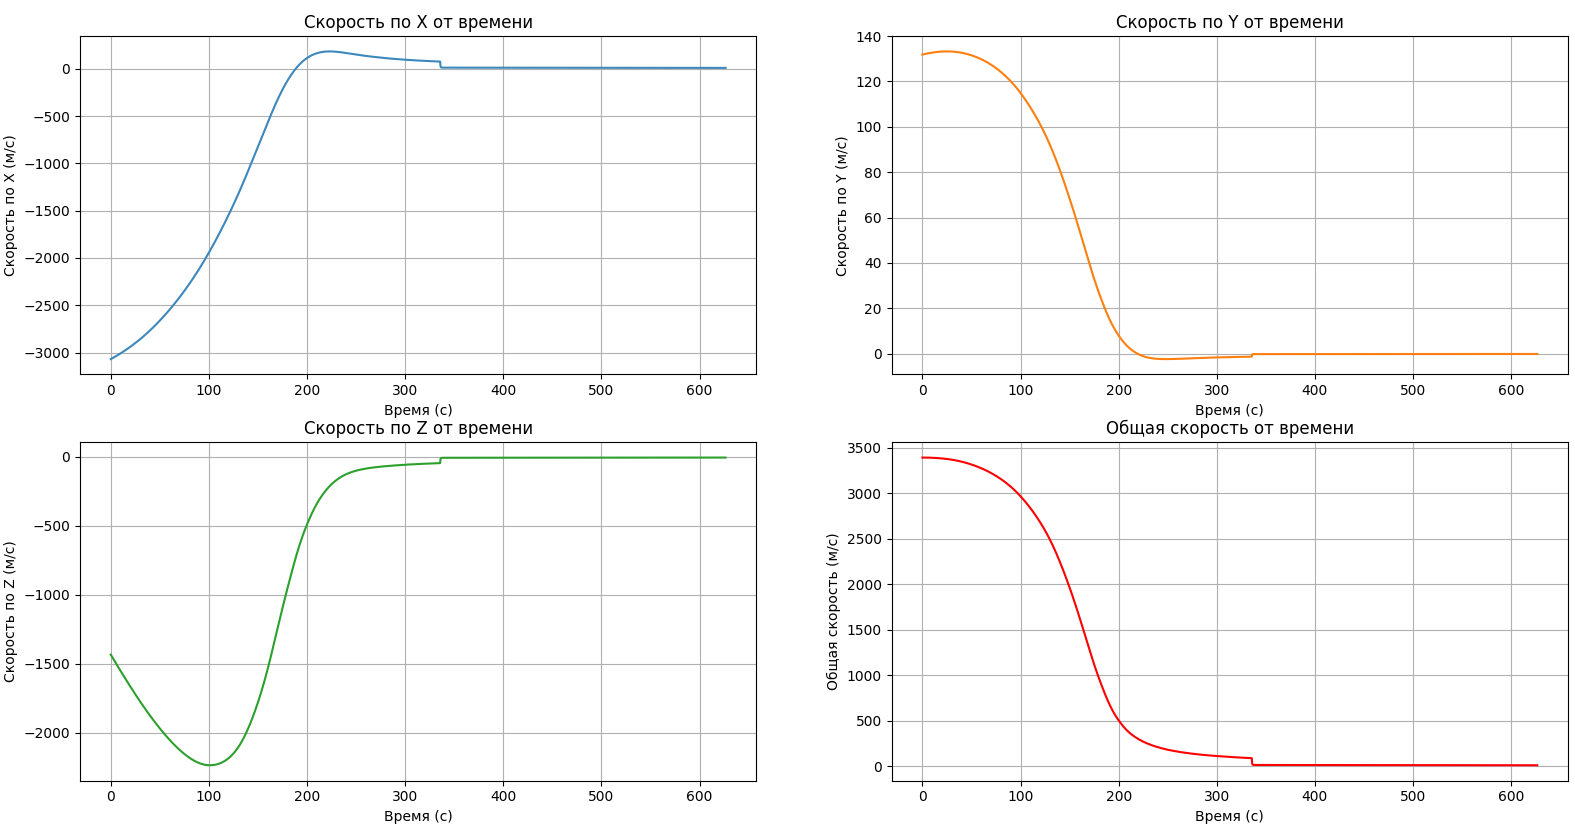 Скорость по X от времени
Скорость по X (м/с)
0
−500
−1000
−1500
−2000
−2500
−3000
0 100 200 300 400 500 600
Время (с)
Скорость по Y от времени
Скорость по Y (м/с)
140
120
100
80
60
40
20
0
0 100 200 300 400 500 600
Время (с)
Скорость по Z от времени
Скорость по Z (м/с)
0
−500
−1000
−1500
−2000
0 100 200 300 400 500 600
Время (с)
Общая скорость от времени
Общая скорость (м/с)
3500
3000
2500
2000
1500
1000
500
0
0 100 200 300 400 500 600
Время (с)